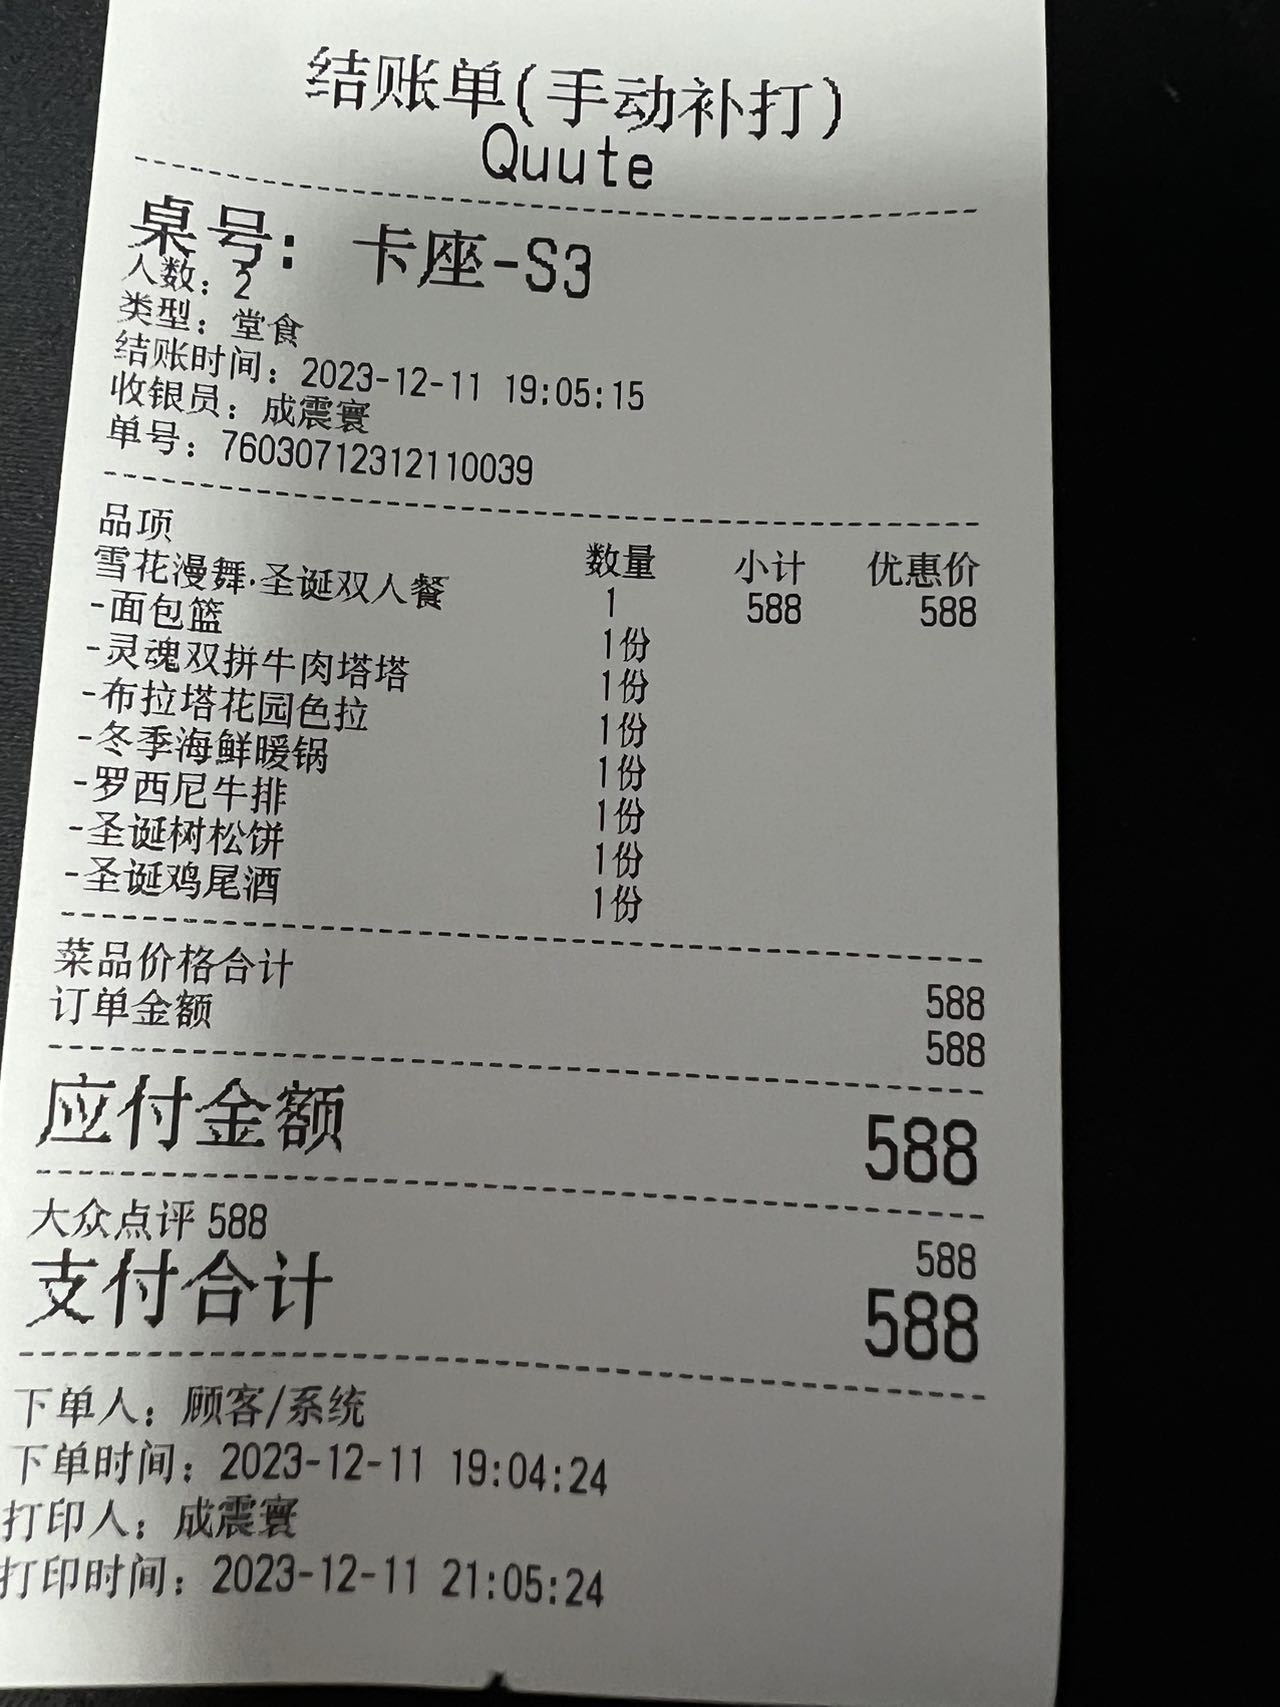 结账单(手动补打)
Quute
桌号: 卡座-S3
人数: 2
类型: 堂食
结账时间: 2023-12-11 19:05:15
收银员: 成震寰
单号: 76030712312110039
品项 数量 小计 优惠价
雪花漫舞.圣诞双人餐 1 588 588
-面包篮 1份
-灵魂双拼牛肉塔塔 1份
-布拉塔花园色拉 1份
-冬季海鲜暖锅 1份
-罗西尼牛排 1份
-圣诞树松饼 1份
-圣诞鸡尾酒 1份
菜品价格合计 588
订单金额 588
应付金额 588
大众点评 588 588
支付合计 588
下单人: 顾客/系统
下单时间: 2023-12-11 19:04:24
打印人: 成震寰
打印时间: 2023-12-11 21:05:24